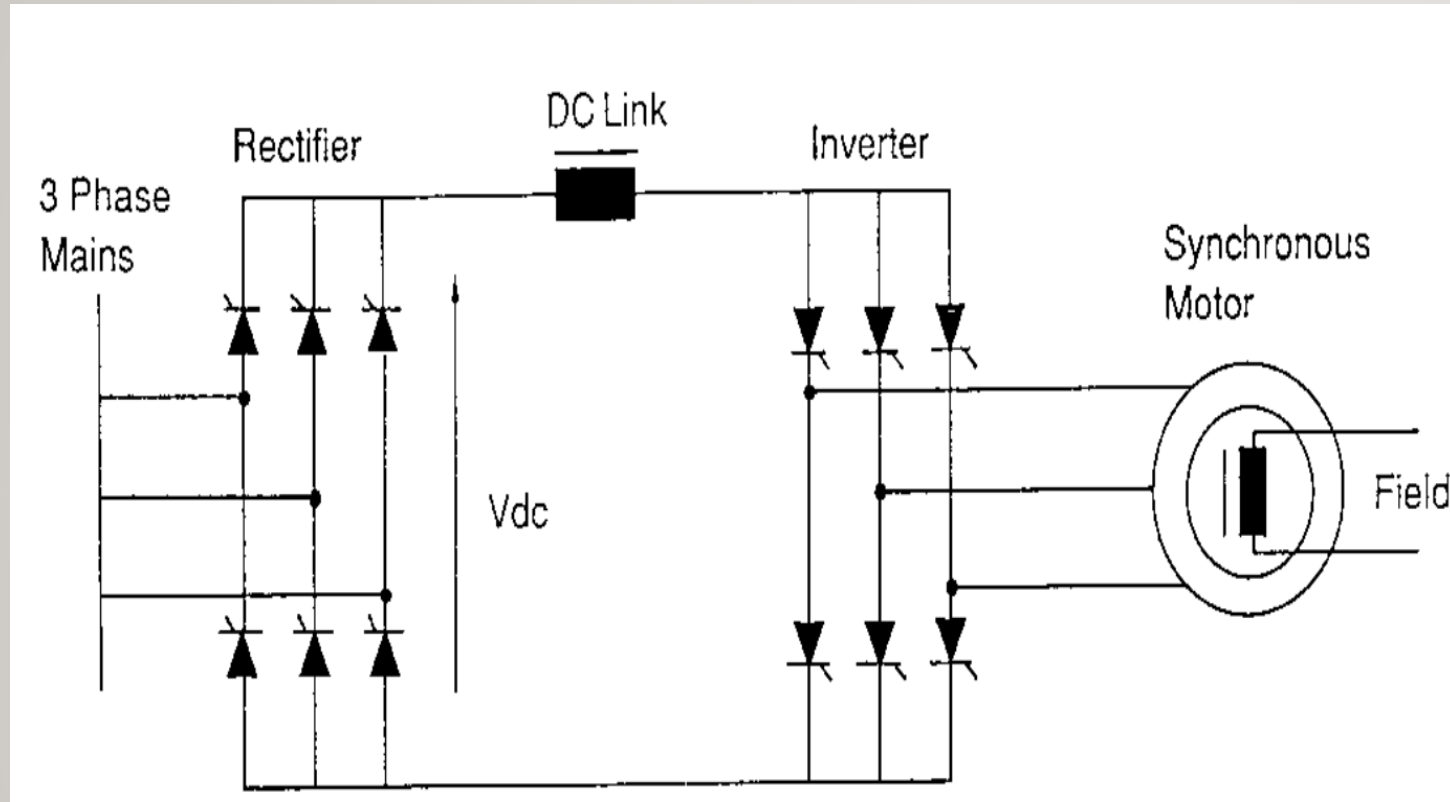 DC Link
Rectifier
Inverter
3 Phase
Mains
Synchronous
Motor
Vdc
Field